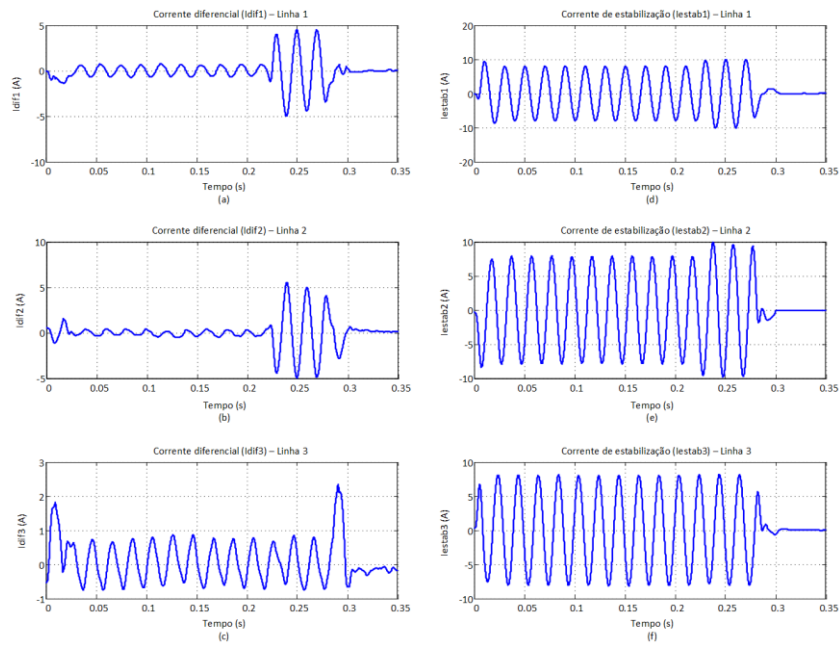 Corrente diferencial (Idif1) – Linha 1
Idif1 (A)
5
0
-5
-10
0 0.05 0.1 0.15 0.2 0.25 0.3 0.35
Tempo (s)
(a)
Corrente de estabilização (Iestab1) – Linha 1
Iestab1 (A)
20
10
0
-10
-20
0 0.05 0.1 0.15 0.2 0.25 0.3 0.35
Tempo (s)
(d)
Corrente diferencial (Idif2) – Linha 2
Idif2 (A)
10
5
0
-5
0 0.05 0.1 0.15 0.2 0.25 0.3 0.35
Tempo (s)
(b)
Corrente de estabilização (Iestab2) – Linha 2
Iestab2 (A)
10
5
0
-5
-10
0 0.05 0.1 0.15 0.2 0.25 0.3 0.35
Tempo (s)
(e)
Corrente diferencial (Idif3) – Linha 3
Idif3 (A)
3
2
1
0
-1
0 0.05 0.1 0.15 0.2 0.25 0.3 0.35
Tempo (s)
(c)
Corrente de estabilização (Iestab3) – Linha 3
Iestab3 (A)
10
5
0
-5
-10
0 0.05 0.1 0.15 0.2 0.25 0.3 0.35
Tempo (s)
(f)